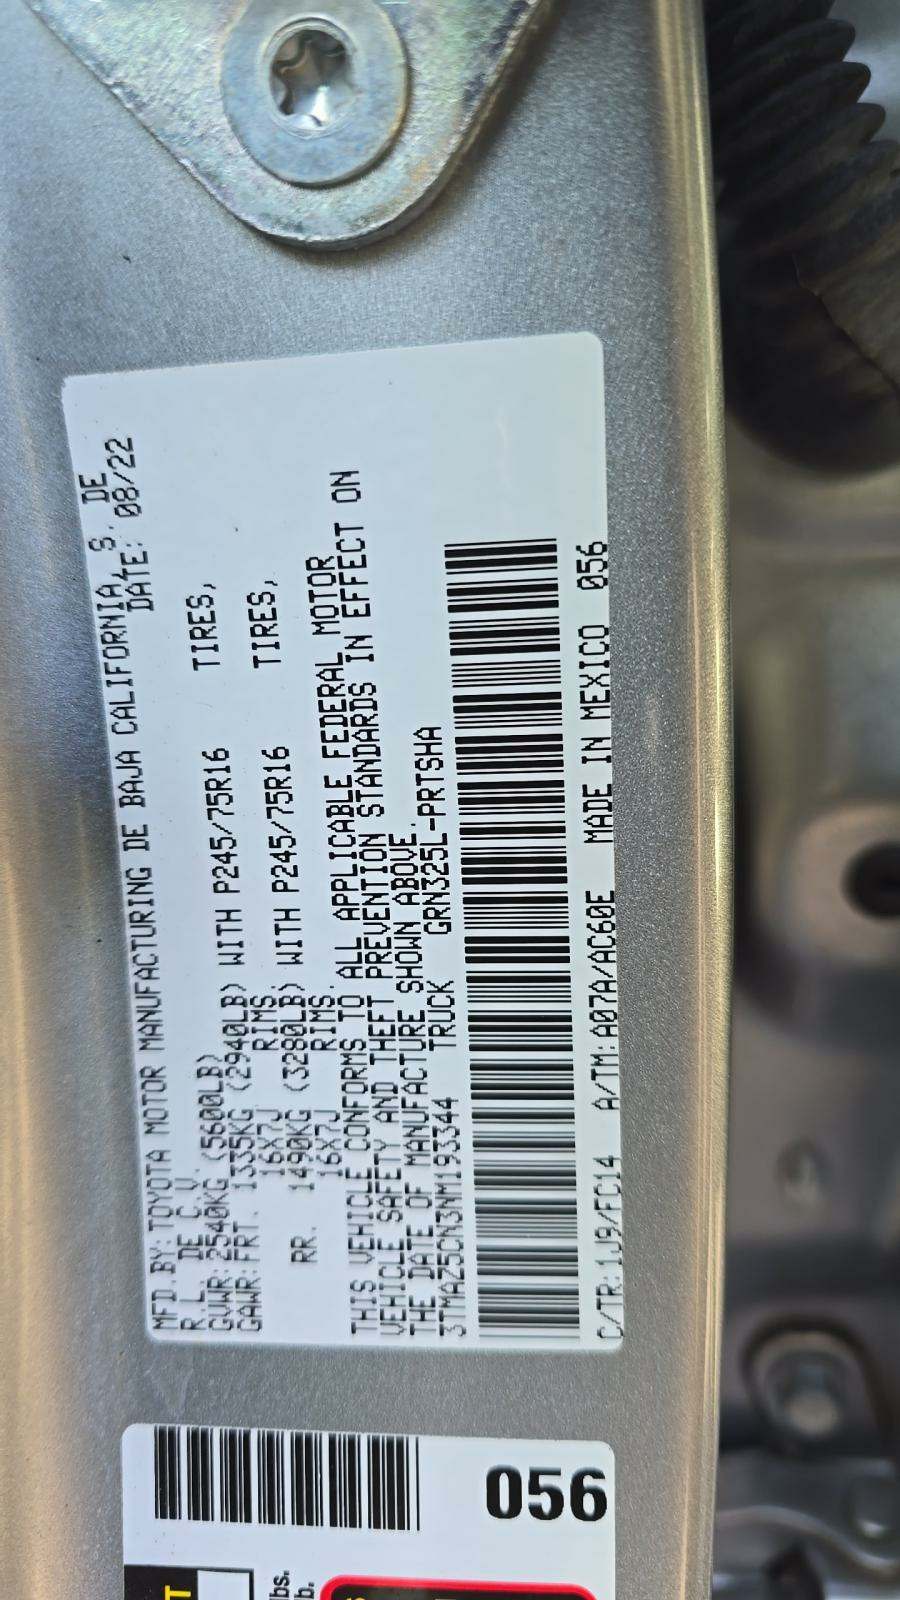 MFD.BY:TOYOTA MOTOR MANUFACTURING DE BAJA CALIFORNIA, S. DE
R.L. DE C.V. DATE: 08/22
GVWR:2540KG (5600LB)
GAWR:FRT. 1335KG (2940LB) WITH P245/75R16 TIRES,
16X7J RIMS.
RR. 1490KG (3280LB) WITH P245/75R16 TIRES,
16X7J RIMS.
THIS VEHICLE CONFORMS TO ALL APPLICABLE FEDERAL MOTOR
VEHICLE SAFETY AND THEFT PREVENTION STANDARDS IN EFFECT ON
THE DATE OF MANUFACTURE SHOWN ABOVE.
3TMAZ5CN3NM193344 TRUCK GRN325L-PRTSHA
C/TR:1J9/FC14 A/TM:A07A/AC60E MADE IN MEXICO 056
056